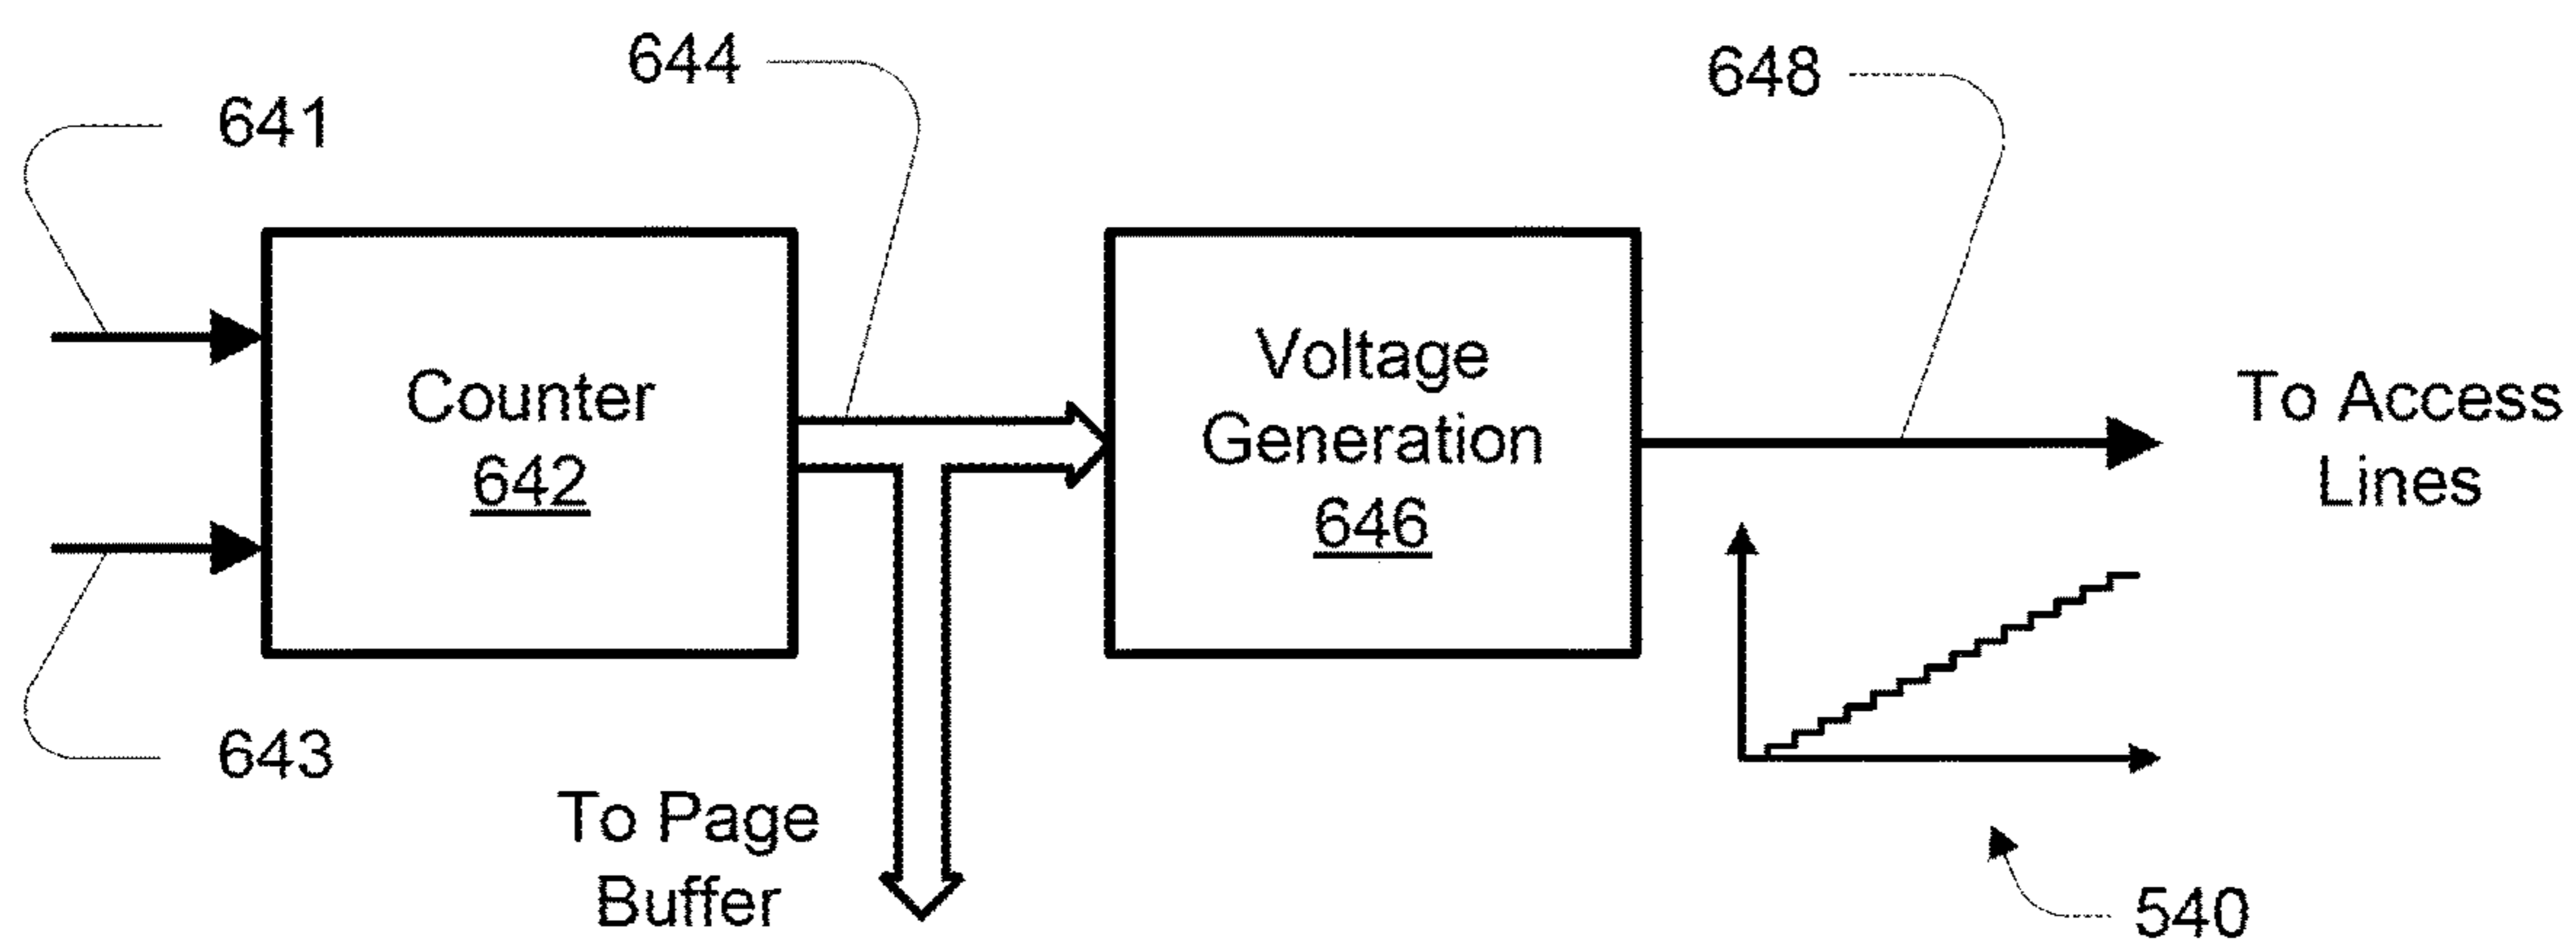 644
648
641
Counter
642
Voltage
Generation
646
To Access
Lines
643
To Page
Buffer
540